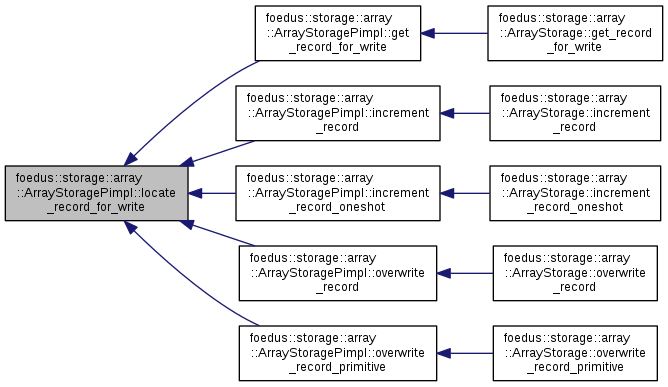 foedus::storage::array
::ArrayStoragePimpl::get
_record_for_write
foedus::storage::array
::ArrayStorage::get_record
_for_write
foedus::storage::array
::ArrayStoragePimpl::increment
_record
foedus::storage::array
::ArrayStorage::increment
_record
foedus::storage::array
::ArrayStoragePimpl::locate
_record_for_write
foedus::storage::array
::ArrayStoragePimpl::increment
_record_oneshot
foedus::storage::array
::ArrayStorage::increment
_record_oneshot
foedus::storage::array
::ArrayStoragePimpl::overwrite
_record
foedus::storage::array
::ArrayStorage::overwrite
_record
foedus::storage::array
::ArrayStoragePimpl::overwrite
_record_primitive
foedus::storage::array
::ArrayStorage::overwrite
_record_primitive